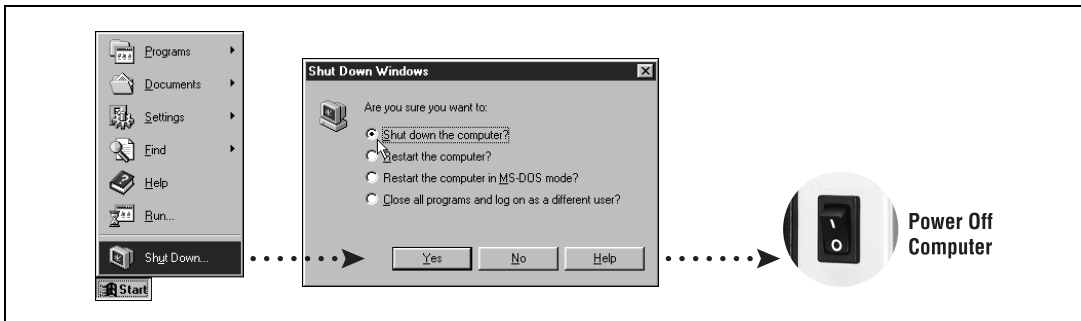 Programs
Documents
Settings
Find
Help
Run...
Shut Down...
Start
Shut Down Windows
Are you sure you want to:
Shut down the computer?
Restart the computer?
Restart the computer in MS-DOS mode?
Close all programs and log on as a different user?
Yes
No
Help
Power Off
Computer